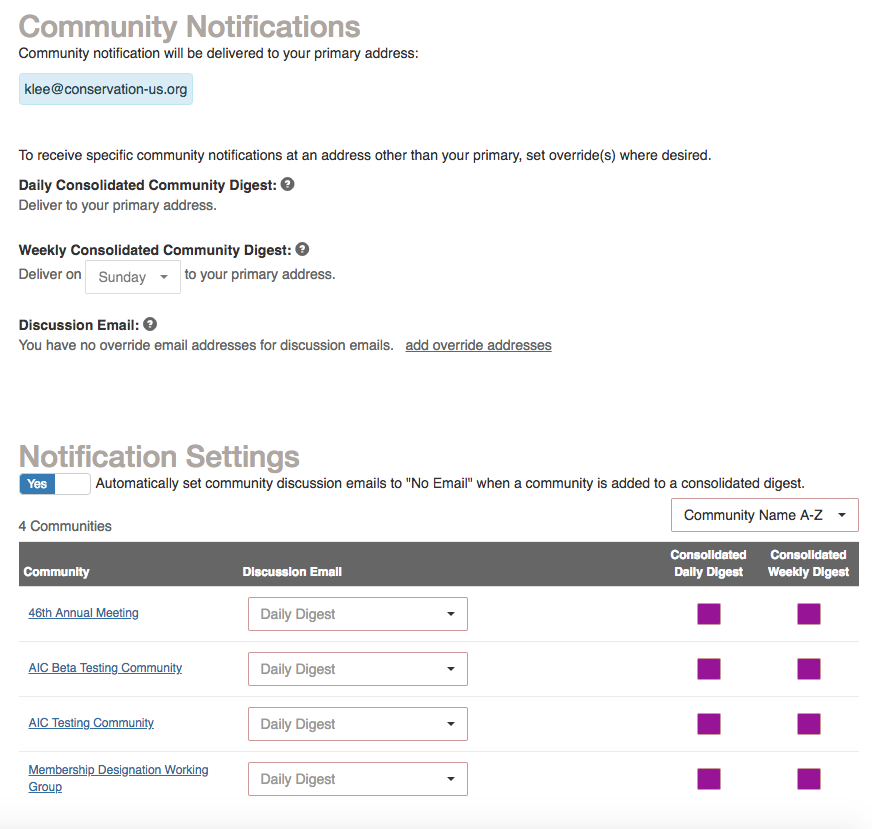 Community Notifications
Community notification will be delivered to your primary address:
klee@conservation-us.org
To receive specific community notifications at an address other than your primary, set override(s) where desired.
Daily Consolidated Community Digest: ?
Deliver to your primary address.
Weekly Consolidated Community Digest: ?
Deliver on Sunday to your primary address.
Discussion Email: ?
You have no override email addresses for discussion emails. add override addresses
Notification Settings
Yes Automatically set community discussion emails to "No Email" when a community is added to a consolidated digest.
4 Communities
Community Name A-Z
Community Discussion Email Consolidated Daily Digest Consolidated Weekly Digest
46th Annual Meeting Daily Digest
AIC Beta Testing Community Daily Digest
AIC Testing Community Daily Digest
Membership Designation Working Group Daily Digest